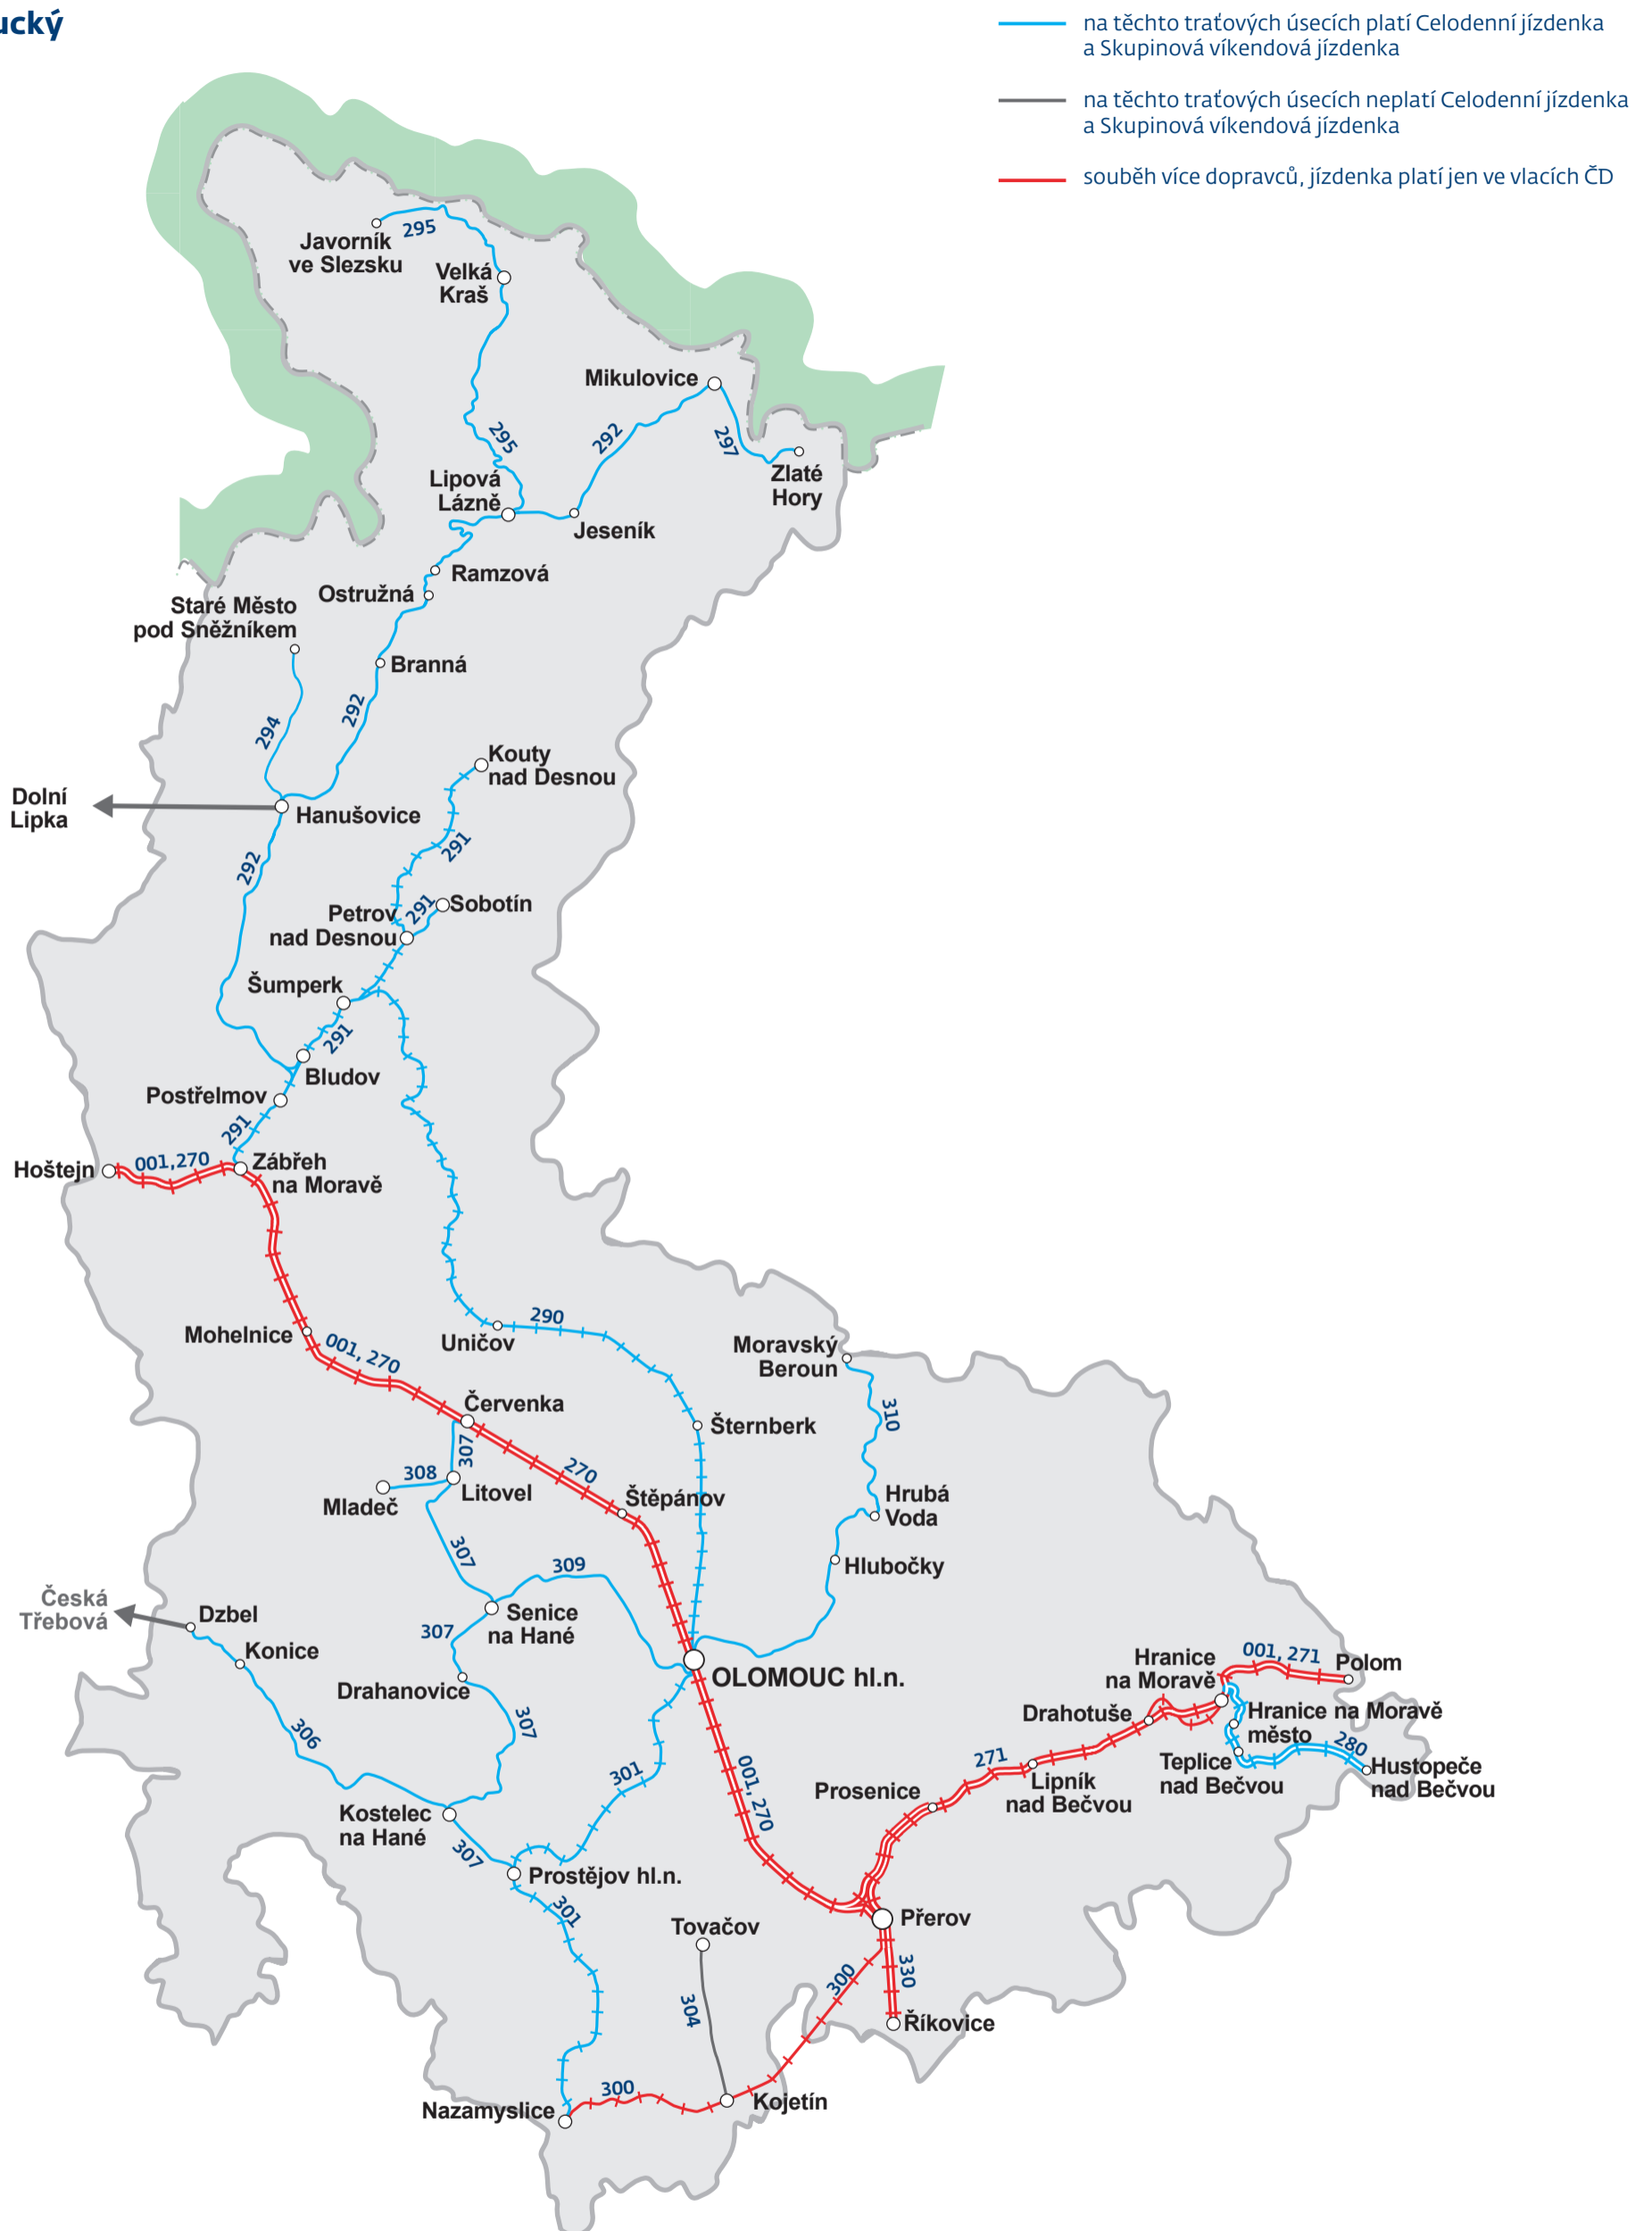 ucký
na těchto traťových úsecích platí Celodenní jízdenka
a Skupinová víkendová jízdenka
na těchto traťových úsecích neplatí Celodenní jízdenka
a Skupinová víkendová jízdenka
souběh více dopravců, jízdenka platí jen ve vlacích ČD
295
Javorník
ve Slezsku
Velká
Kraš
Mikulovice
295
292
297
Zlaté
Hory
Lipová
Lázně
Jeseník
Ramzová
Ostružná
Staré Město
pod Sněžníkem
Branná
292
294
Kouty
nad Desnou
Dolní
Lipka
Hanušovice
291
292
291
Sobotín
Petrov
nad Desnou
Šumperk
291
Bludov
Postřelmov
291
Hoštejn
001,270
Zábřeh
na Moravě
Mohelnice
001, 270
290
Uničov
Moravský
Beroun
310
Červenka
Šternberk
307
308
Litovel
Mladeč
270
Štěpánov
Hrubá
Voda
307
309
Hlubočky
Česká
Třebová
Dzbel
Konice
Senice
na Hané
307
Drahanovice
OLOMOUC hl.n.
Hranice
na Moravě
001, 271
Polom
Drahotuše
Hranice na Moravě
město
280
Teplice
nad Bečvou
Hustopeče
nad Bečvou
306
307
301
001, 270
271
Lipník
nad Bečvou
Prosenice
Kostelec
na Hané
307
Prostějov hl.n.
301
Tovačov
Přerov
300
330
304
Říkovice
300
Nazamyslice
Kojetín